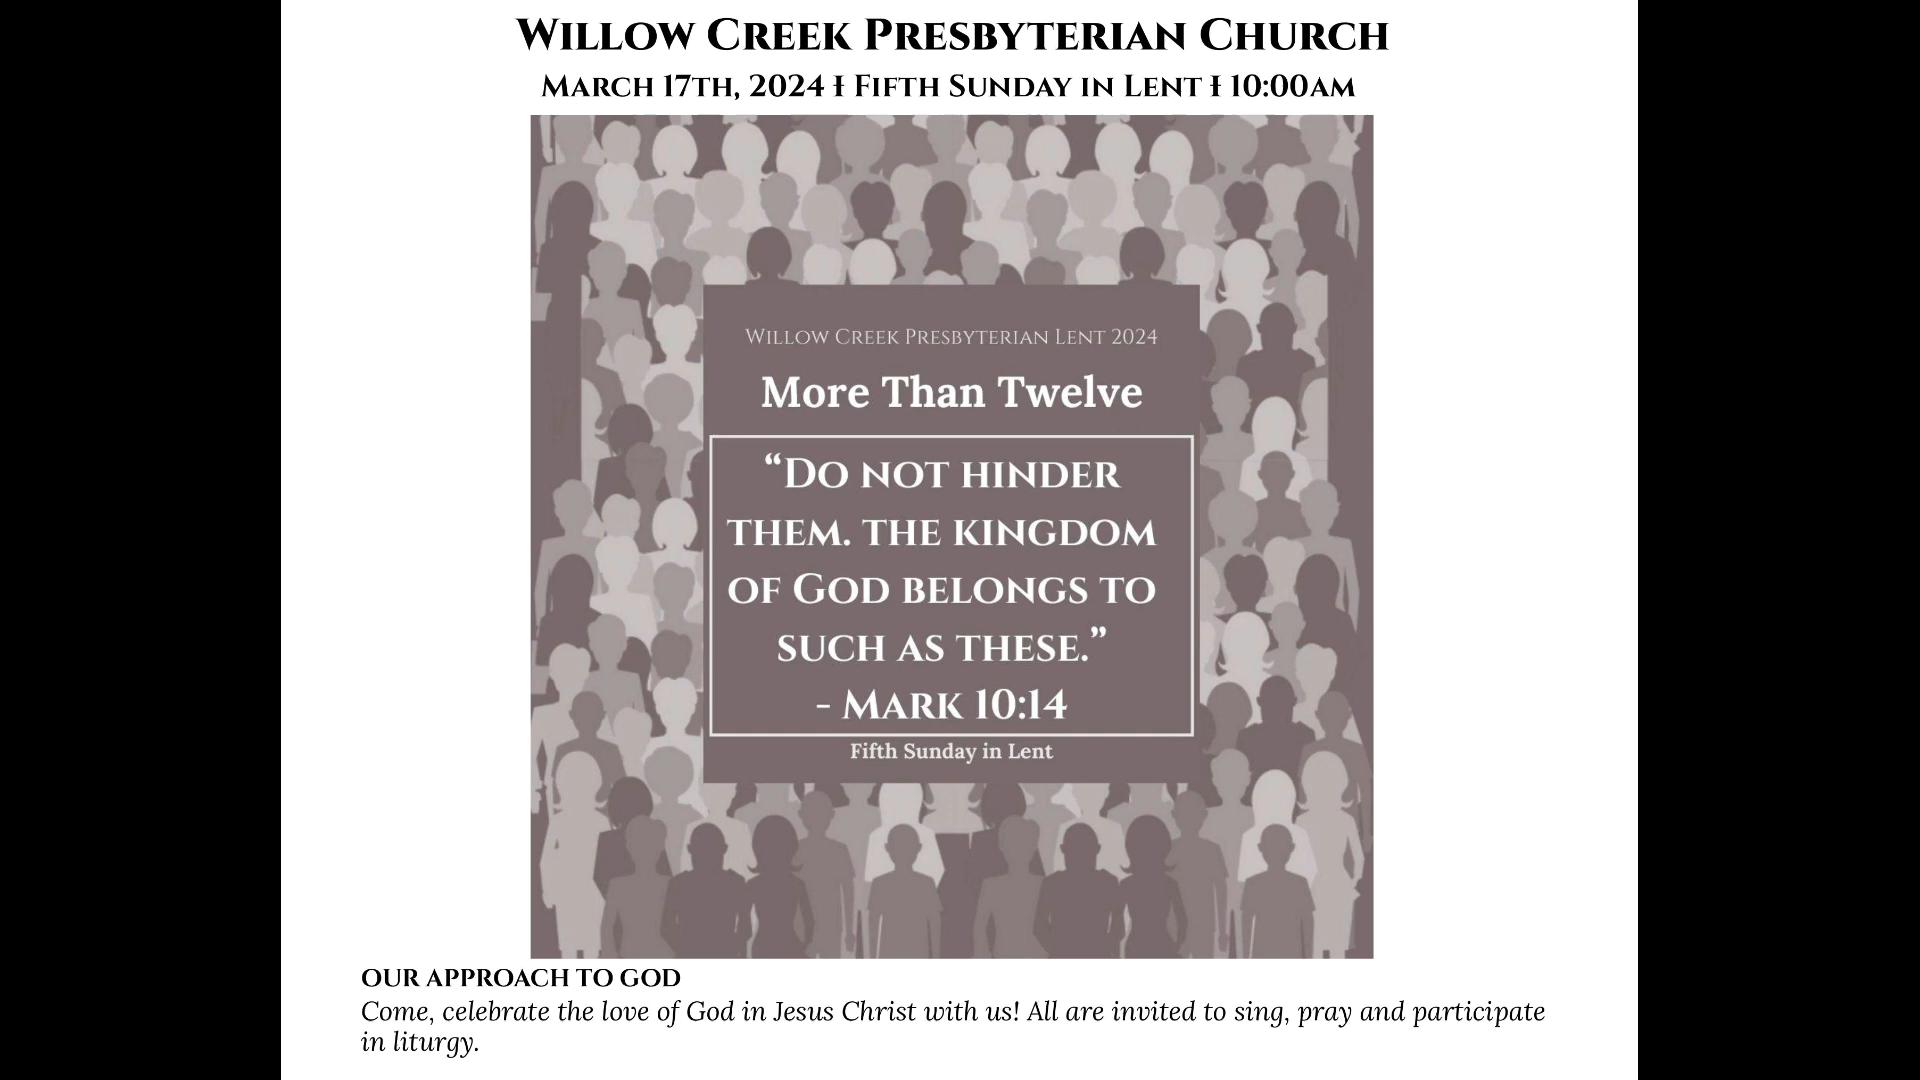 Willow Creek Presbyterian Church
March 17th, 2024 ɫ Fifth Sunday in Lent ɫ 10:00am
Willow Creek Presbyterian Lent 2024
More Than Twelve
“Do not hinder
them. The kingdom
of God belongs to
such as these.”
- Mark 10:14
Fifth Sunday in Lent
OUR APPROACH TO GOD
Come, celebrate the love of God in Jesus Christ with us! All are invited to sing, pray and participate
in liturgy.